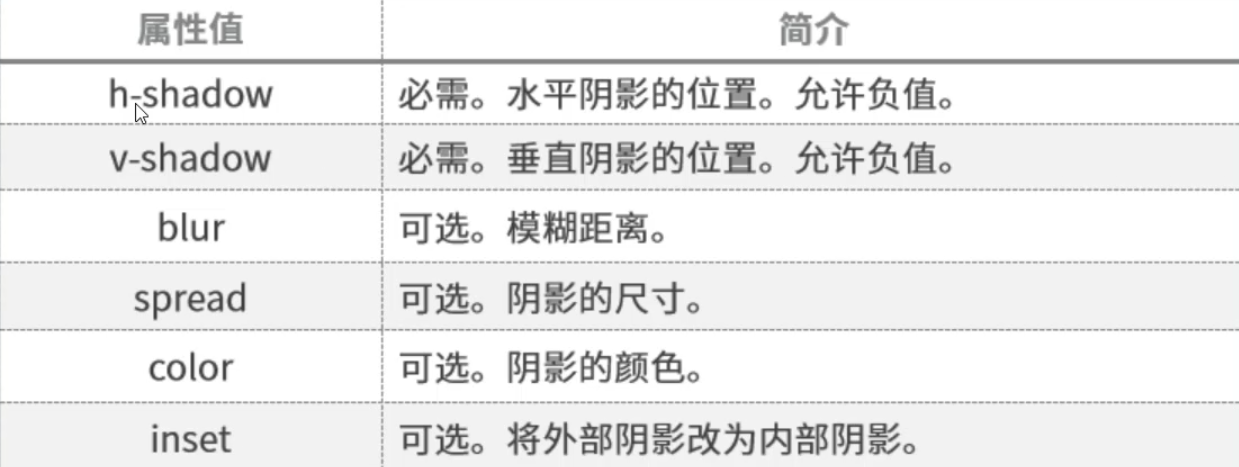 属性值 简介
h-shadow 必需。水平阴影的位置。允许负值。
v-shadow 必需。垂直阴影的位置。允许负值。
blur 可选。模糊距离。
spread 可选。阴影的尺寸。
color 可选。阴影的颜色。
inset 可选。将外部阴影改为内部阴影。